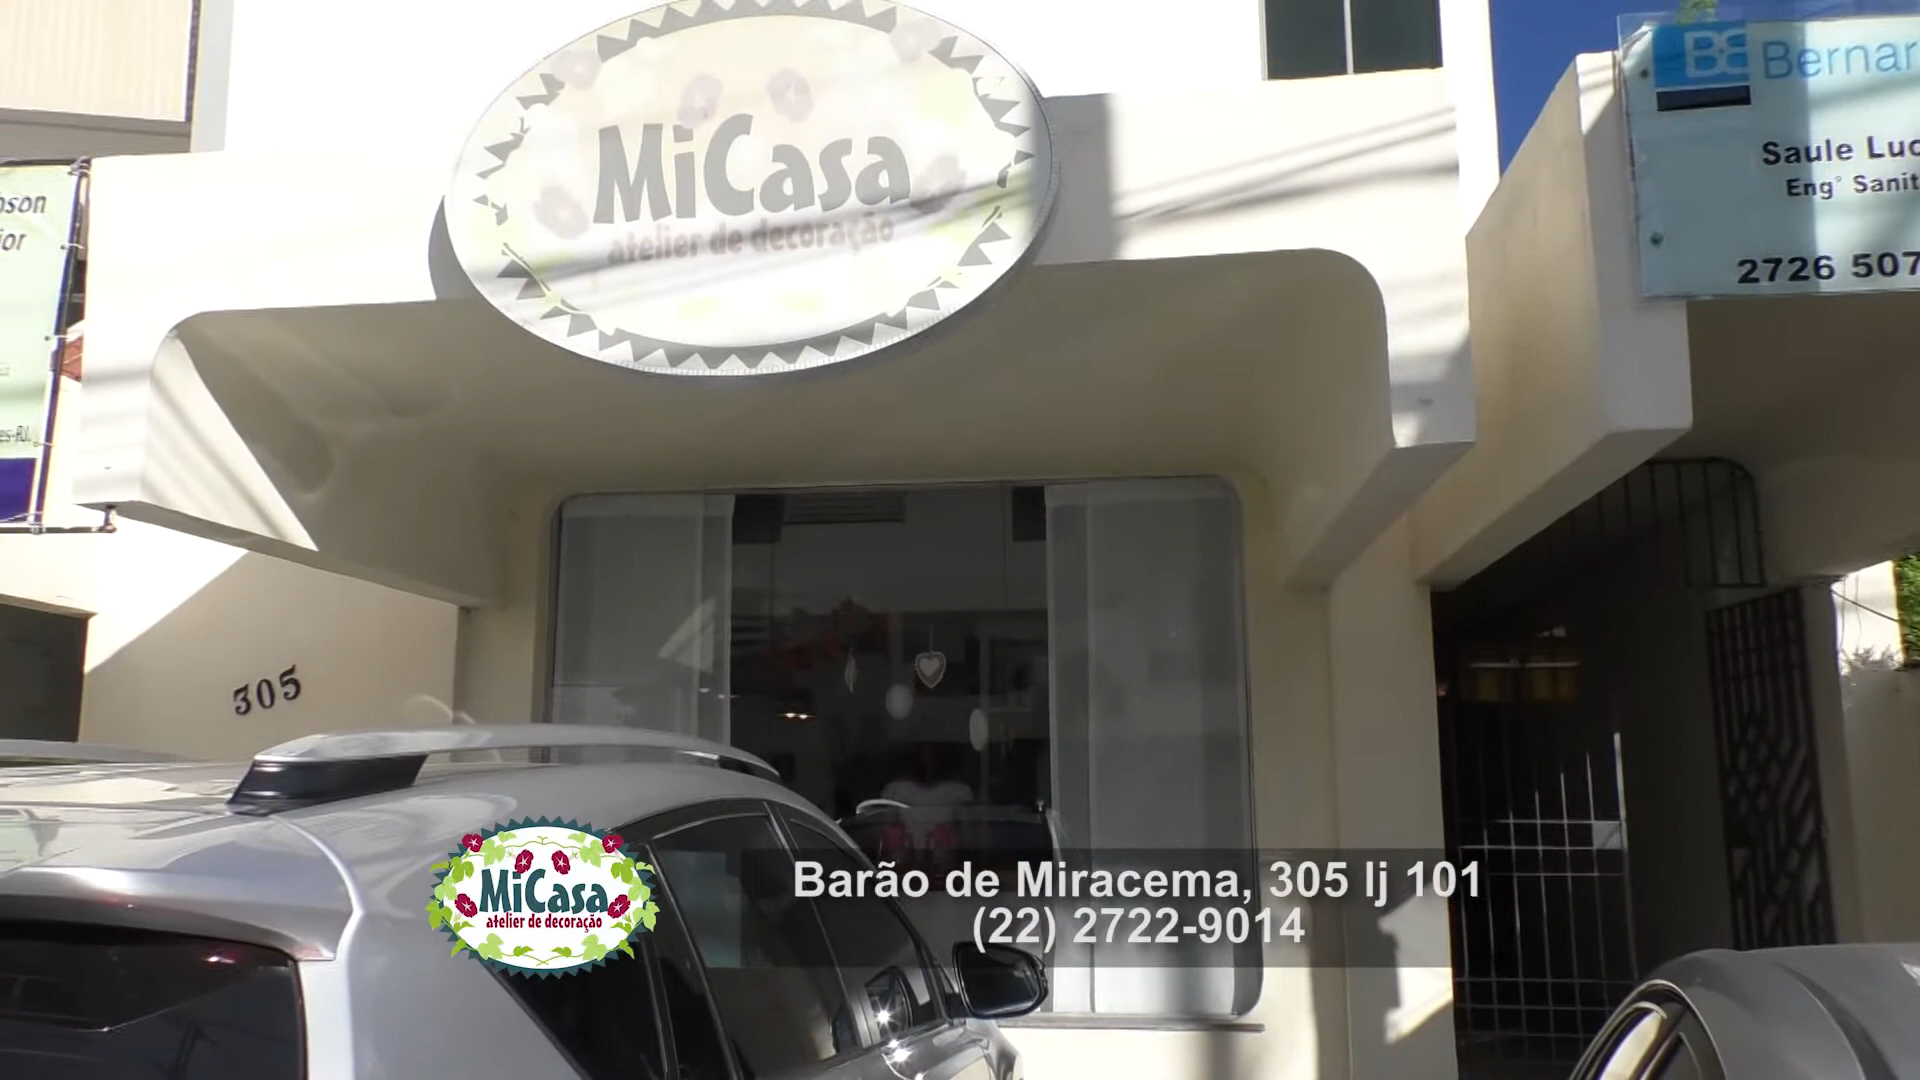 MiCasa
atelier de decoração
Bernar
Saule Luc
Eng° Sanit
2726 507
305
MiCasa
atelier de decoração
Barão de Miracema, 305 lj 101
(22) 2722-9014